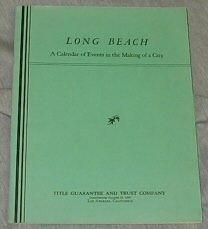 LONG BEACH
A Calendar of Events in the Making of a City
TITLE GUARANTEE AND TRUST COMPANY
Los Angeles, California